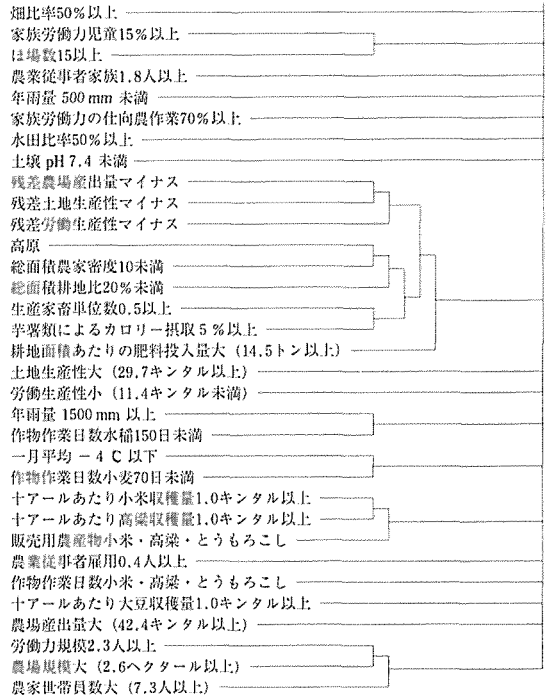 畑比率50%以上
家族労働力児童15%以上
ほ場数15以上
農業従事者家族1.8人以上
年雨量 500 mm 未満
家族労働力の仕向農作業70%以上
水田比率50%以上
土壌 pH 7.4 未満
残差農場産出量マイナス
残差土地生産性マイナス
残差労働生産性マイナス
高原
総面積農家密度10未満
総面積耕地比20%未満
生産家畜単位数0.5以上
芋薯類によるカロリー摂取 5 %以上
耕地面積あたりの肥料投入量大 (14.5トン以上)
土地生産性大 (29.7キンタル以上)
労働生産性小 (11.4キンタル未満)
年雨量 1500 mm 以上
作物作業日数水稲150日未満
一月平均 − 4 C 以下
作物作業日数小麦70日未満
十アールあたり小米収穫量1.0キンタル以上
十アールあたり高粱収穫量1.0キンタル以上
販売用農産物小米・高粱・とうもろこし
農業従事者雇用0.4人以上
作物作業日数小米・高粱・とうもろこし
十アールあたり大豆収穫量1.0キンタル以上
農場産出量大 (42.4キンタル以上)
労働力規模2.3人以上
農場規模大 (2.6ヘクタール以上)
農家世帯員数大 (7.3人以上)